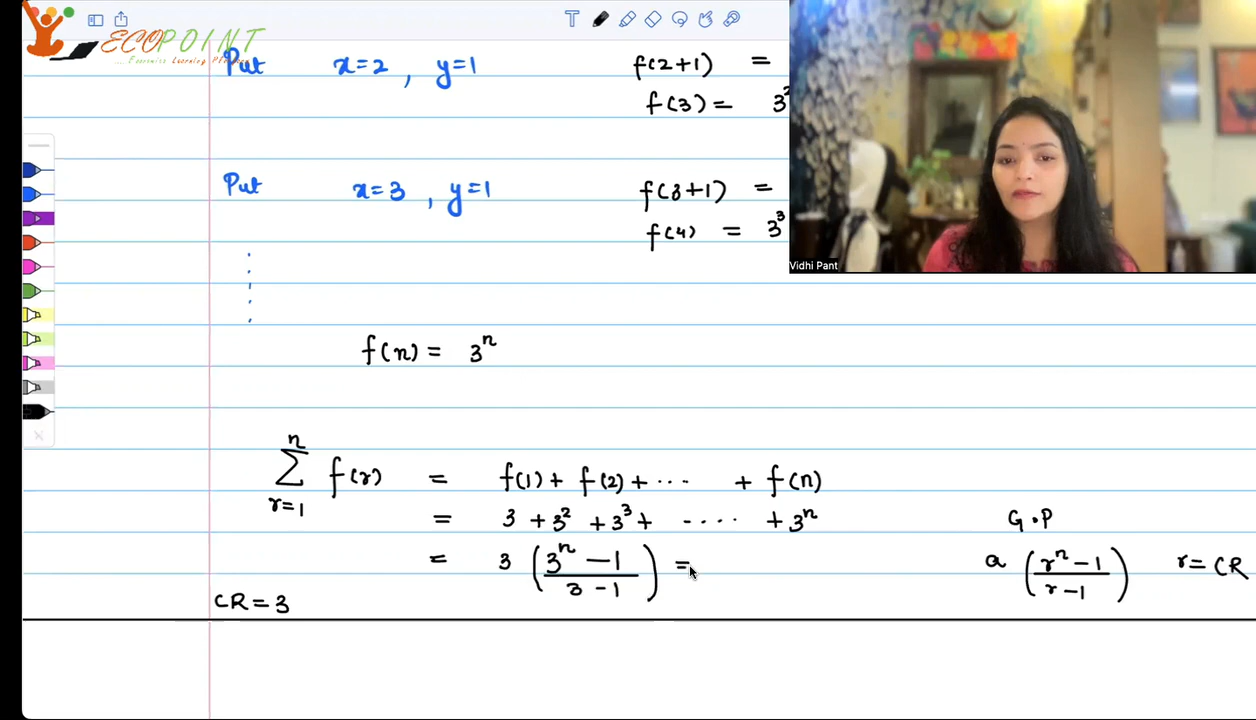 ECOPOINT
Put x=2 , y=1 f(2+1) =
f(3) = 3²
Vidhi Pant
Put x=3 , y=1 f(3+1) =
f(4) = 3³
f(n) = 3ⁿ
n
∑ f(r) = f(1) + f(2) + ... + f(n)
r=1
= 3 + 3² + 3³ + ..... + 3ⁿ G.P
= 3 (3ⁿ − 1 / 3 − 1) = a (rⁿ − 1 / r − 1) r = CR
CR = 3